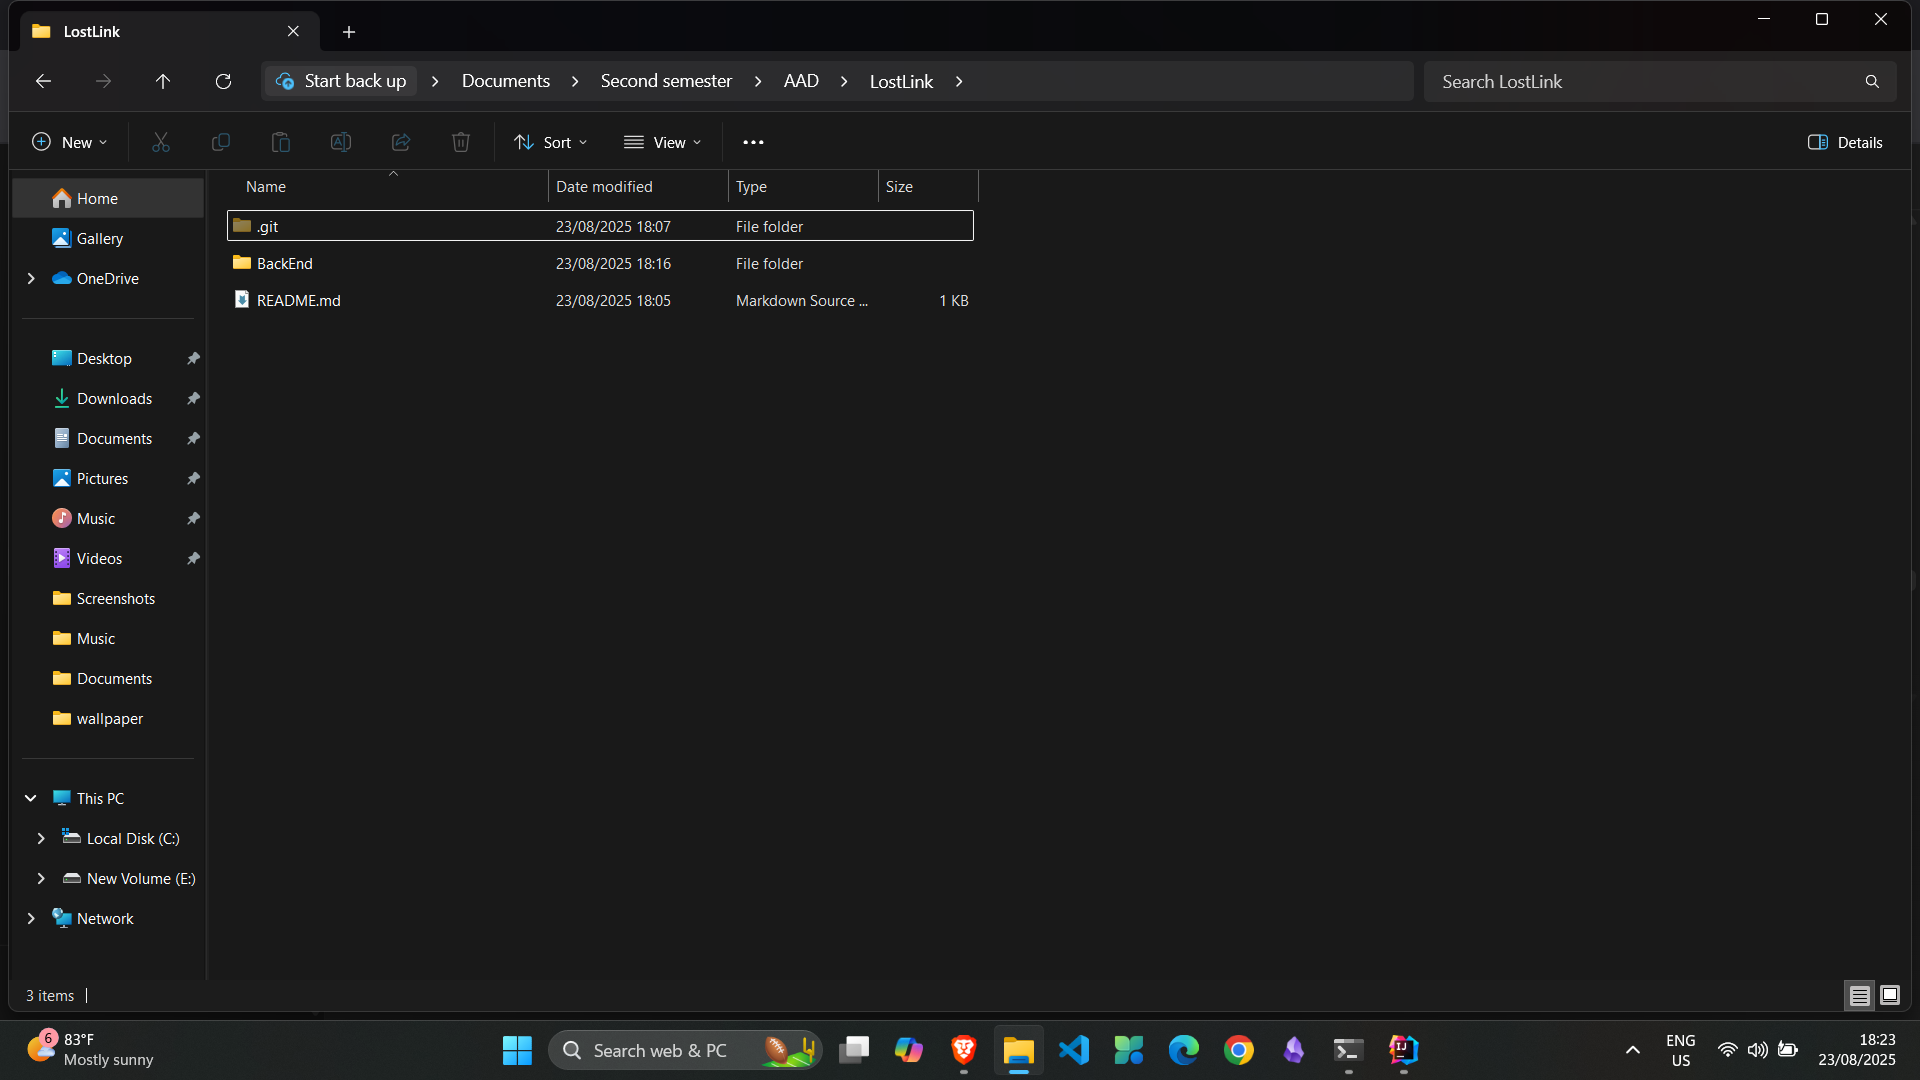 LostLink
Start back up
Documents
Second semester
AAD
LostLink
Search LostLink
New
Sort
View
Details
Name
Date modified
Type
Size
.git
23/08/2025 18:07
File folder
BackEnd
23/08/2025 18:16
File folder
README.md
23/08/2025 18:05
Markdown Source ...
1 KB
Home
Gallery
OneDrive
Desktop
Downloads
Documents
Pictures
Music
Videos
Screenshots
Music
Documents
wallpaper
This PC
Local Disk (C:)
New Volume (E:)
Network
3 items
6
83°F
Mostly sunny
Search web & PC
IJ
ENG
US
18:23
23/08/2025